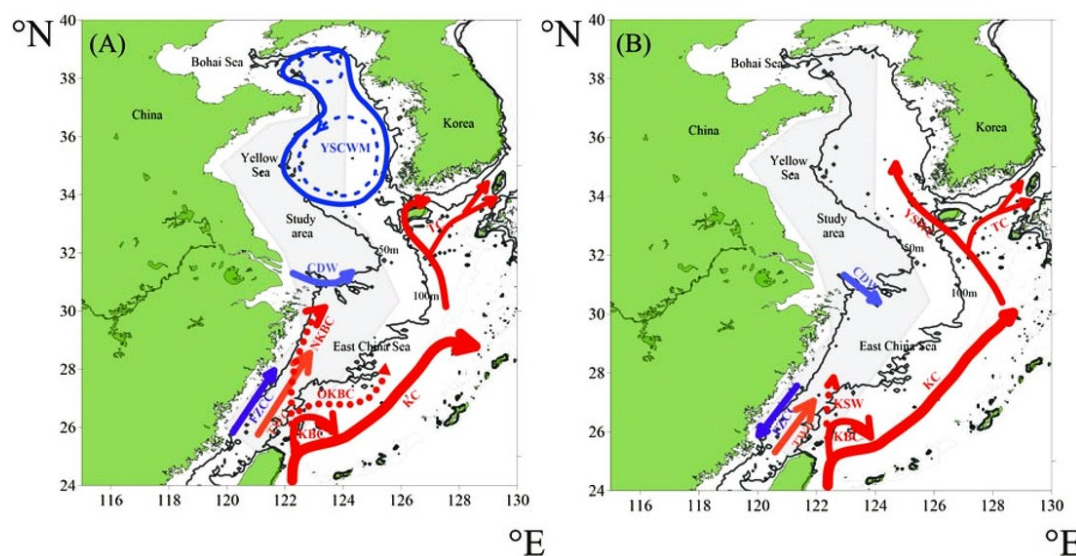 °N
(A)
40
38
36
34
32
30
28
26
24
116
118
120
122
124
126
128
130
°E
Bohai Sea
China
Korea
YSCWM
Yellow
Sea
Study
area
TC
50m
CDW
100m
NKBC
East China Sea
OKBC
KC
KBC
°N
(B)
40
38
36
34
32
30
28
26
24
116
118
120
122
124
126
128
130
°E
Bohai Sea
China
Korea
Yellow
Sea
Study
area
TC
50m
CDW
100m
East China Sea
KC
KSW
KBC